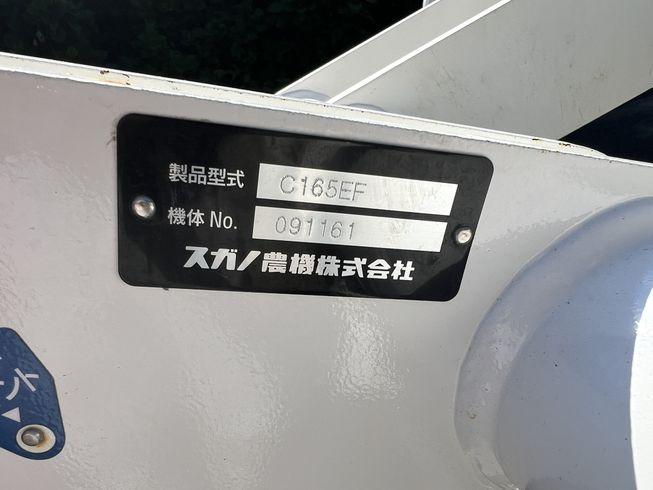 製品型式 C165EF
機体 No. 091161
スガノ農機株式会社